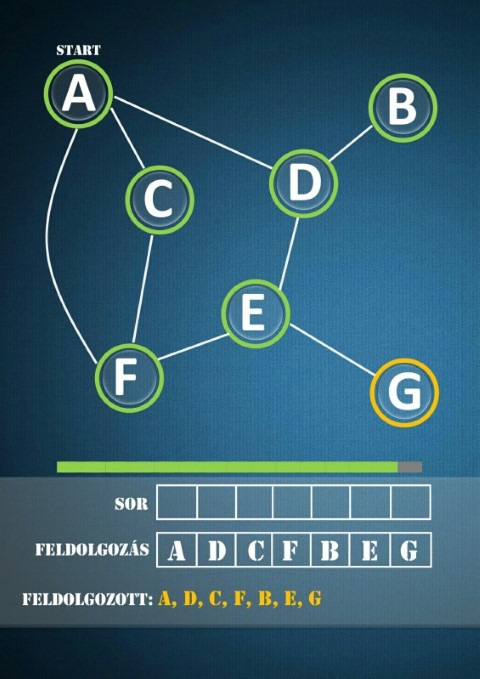 START
A
B
C
D
E
F
G
SOR
FELDOLGOZÁS A D C F B E G
FELDOLGOZOTT: A, D, C, F, B, E, G